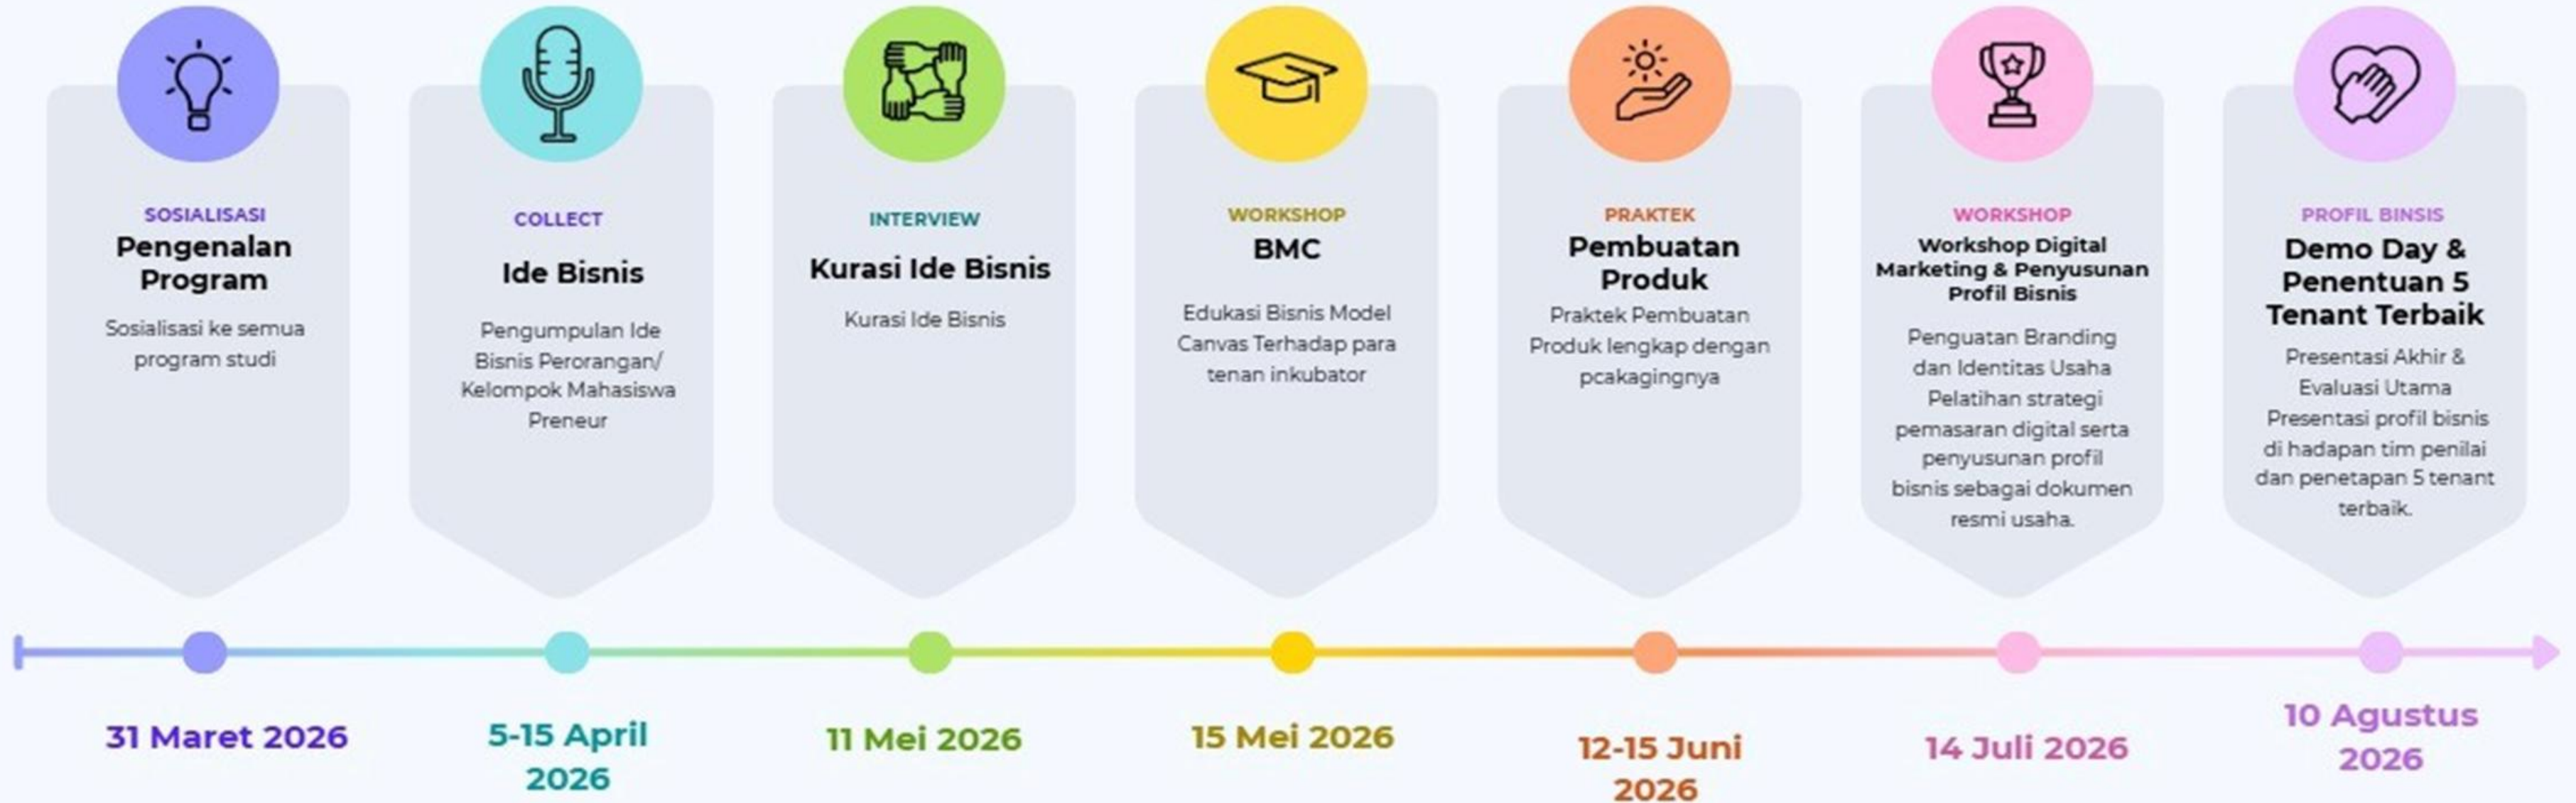 SOSIALISASI
Pengenalan
Program
Sosialisasi ke semua
program studi
31 Maret 2026
COLLECT
Ide Bisnis
Pengumpulan Ide
Bisnis Perorangan/
Kelompok Mahasiswa
Preneur
5-15 April
2026
INTERVIEW
Kurasi Ide Bisnis
Kurasi Ide Bisnis
11 Mei 2026
WORKSHOP
BMC
Edukasi Bisnis Model
Canvas Terhadap para
tenan inkubator
15 Mei 2026
PRAKTEK
Pembuatan
Produk
Praktek Pembuatan
Produk lengkap dengan
pcakagingnya
12-15 Juni
2026
WORKSHOP
Workshop Digital
Marketing & Penyusunan
Profil Bisnis
Penguatan Branding
dan Identitas Usaha
Pelatihan strategi
pemasaran digital serta
penyusunan profil
bisnis sebagai dokumen
resmi usaha.
14 Juli 2026
PROFIL BINSIS
Demo Day &
Penentuan 5
Tenant Terbaik
Presentasi Akhir &
Evaluasi Utama
Presentasi profil bisnis
di hadapan tim penilai
dan penetapan 5 tenant
terbaik.
10 Agustus
2026